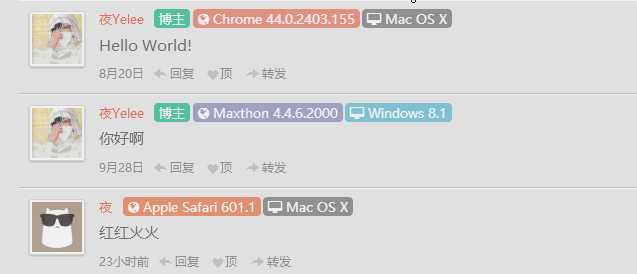 夜Yelee 博主 Chrome 44.0.2403.155 Mac OS X
Hello World!
8月20日 回复 顶 转发
夜Yelee 博主 Maxthon 4.4.6.2000 Windows 8.1
你好啊
9月28日 回复 顶 转发
夜 Apple Safari 601.1 Mac OS X
红红火火
23小时前 回复 顶 转发